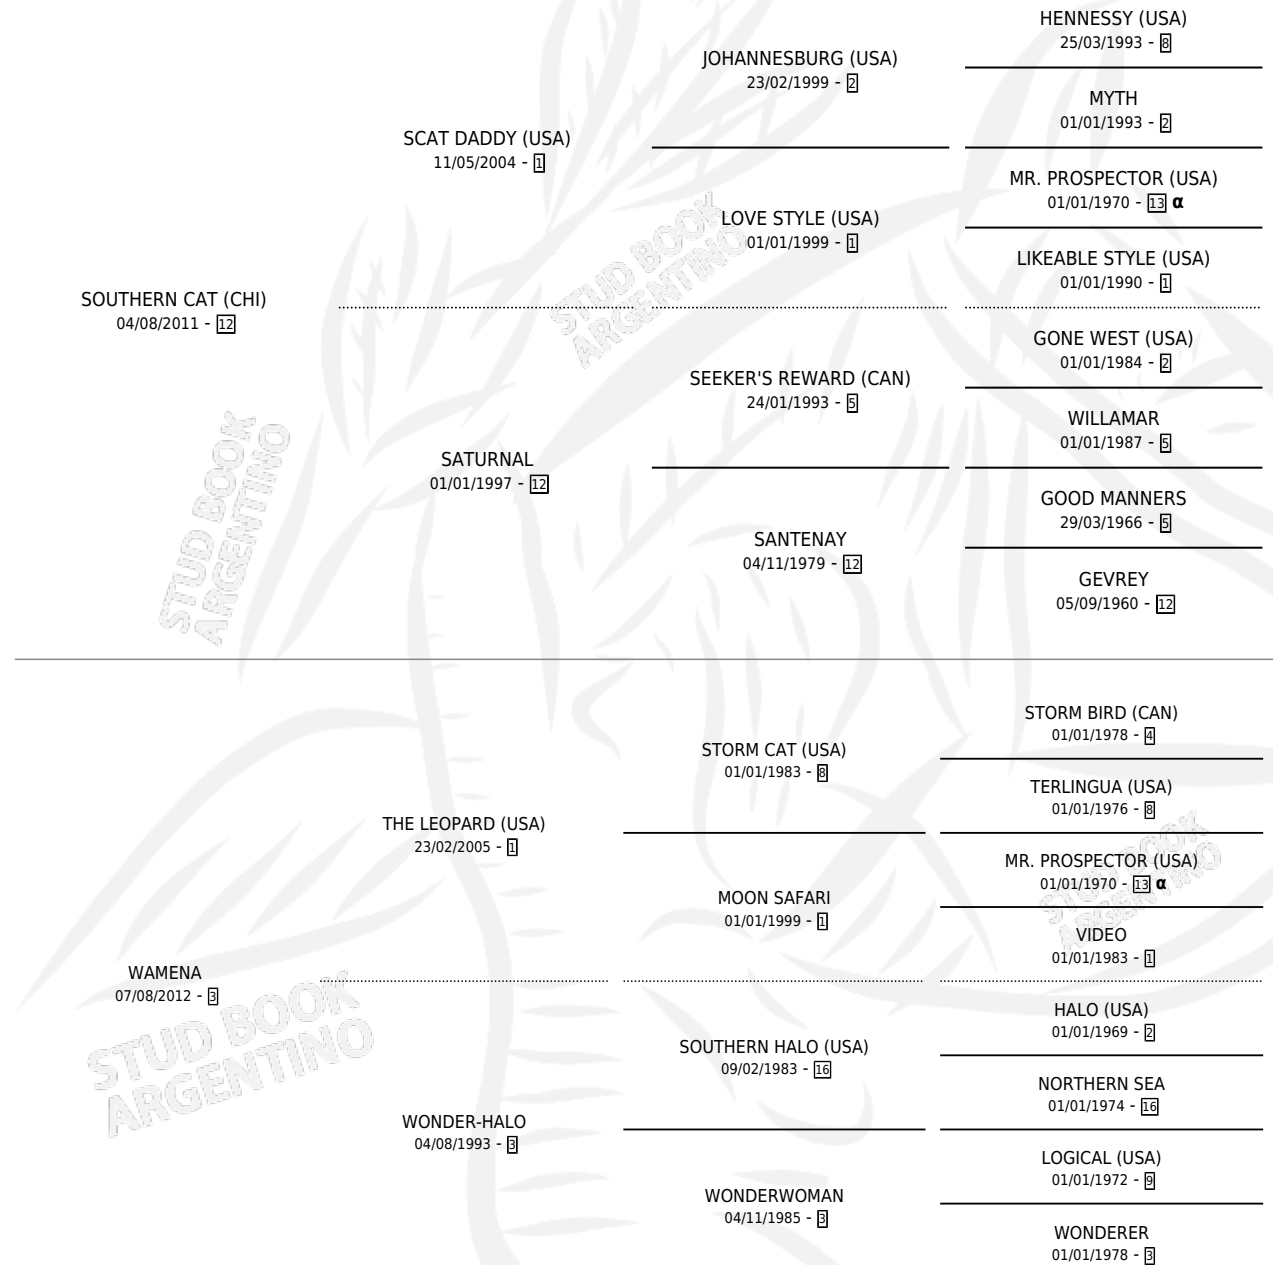 HENNESSY (USA)
25/03/1993 - 8
JOHANNESBURG (USA)
23/02/1999 - 2
MYTH
01/01/1993 - 2
SCAT DADDY (USA)
11/05/2004 - 1
MR. PROSPECTOR (USA)
01/01/1970 - 13 α
LOVE STYLE (USA)
01/01/1999 - 1
LIKEABLE STYLE (USA)
01/01/1990 - 1
STUD BOOK
ARGENTINO
SOUTHERN CAT (CHI)
04/08/2011 - 12
GONE WEST (USA)
01/01/1984 - 2
SEEKER'S REWARD (CAN)
24/01/1993 - 5
WILLAMAR
01/01/1987 - 5
SATURNAL
01/01/1997 - 12
GOOD MANNERS
29/03/1966 - 5
SANTENAY
04/11/1979 - 12
GEVREY
05/09/1960 - 12
STUD BOOK
ARGENTINO
STORM BIRD (CAN)
01/01/1978 - 4
STORM CAT (USA)
01/01/1983 - 8
TERLINGUA (USA)
01/01/1976 - 8
THE LEOPARD (USA)
23/02/2005 - 1
MR. PROSPECTOR (USA)
01/01/1970 - 13 α
MOON SAFARI
01/01/1999 - 1
VIDEO
01/01/1983 - 1
STUD BOOK
ARGENTINO
WAMENA
07/08/2012 - 3
HALO (USA)
01/01/1969 - 2
SOUTHERN HALO (USA)
09/02/1983 - 16
NORTHERN SEA
01/01/1974 - 16
WONDER-HALO
04/08/1993 - 3
LOGICAL (USA)
01/01/1972 - 9
WONDERWOMAN
04/11/1985 - 3
WONDERER
01/01/1978 - 3
STUD BOOK
ARGENTINO